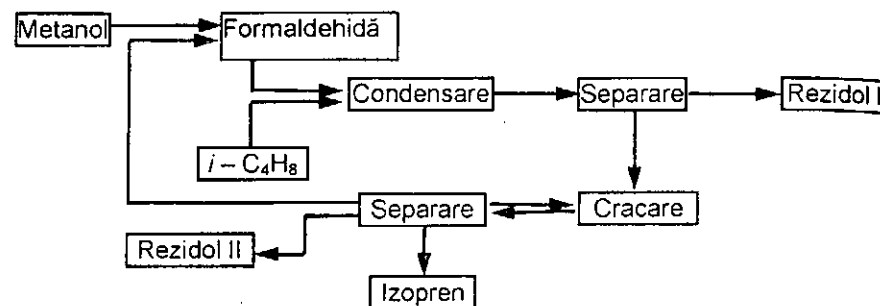 Metanol
Formaldehidă
Condensare
Separare
Rezidol I
i – C₄H₈
Separare
Cracare
Rezidol II
Izopren